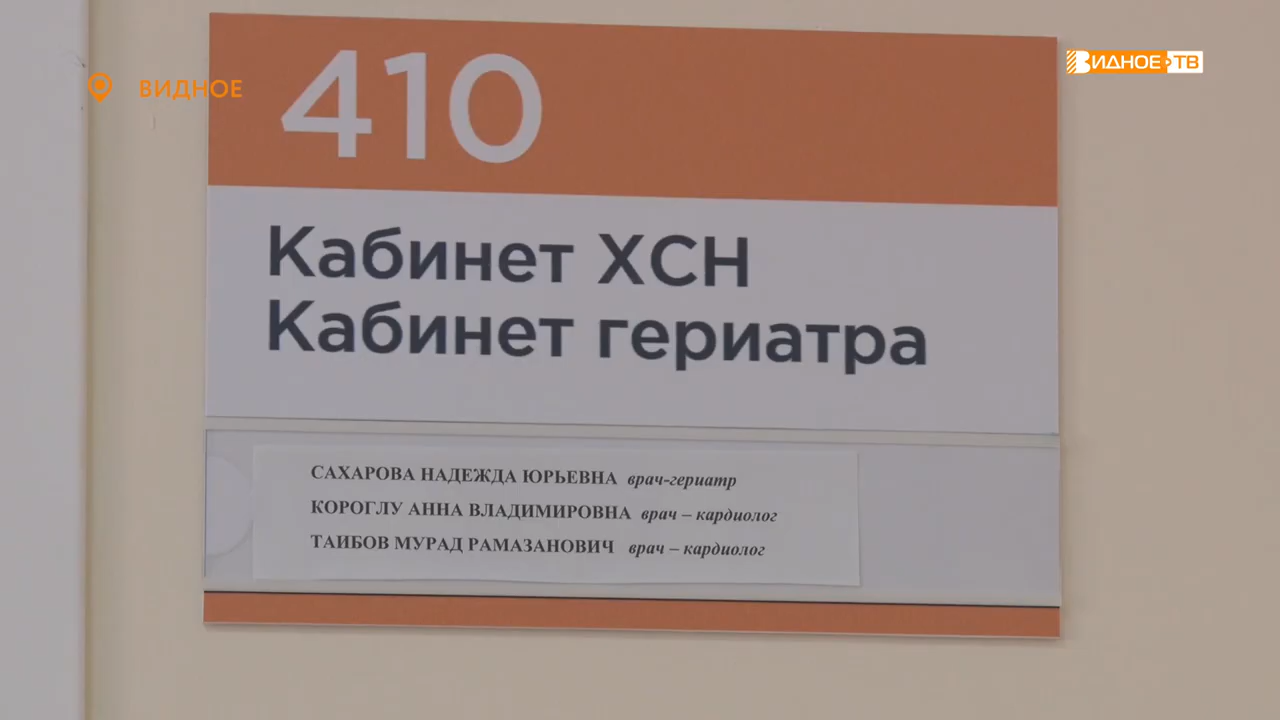 ВИДНОЕ
ВИДНОЕ ТВ
410
Кабинет ХСН
Кабинет гериатра
САХАРОВА НАДЕЖДА ЮРЬЕВНА врач-гериатр
КОРОГЛУ АННА ВЛАДИМИРОВНА врач – кардиолог
ТАИБОВ МУРАД РАМАЗАНОВИЧ врач – кардиолог